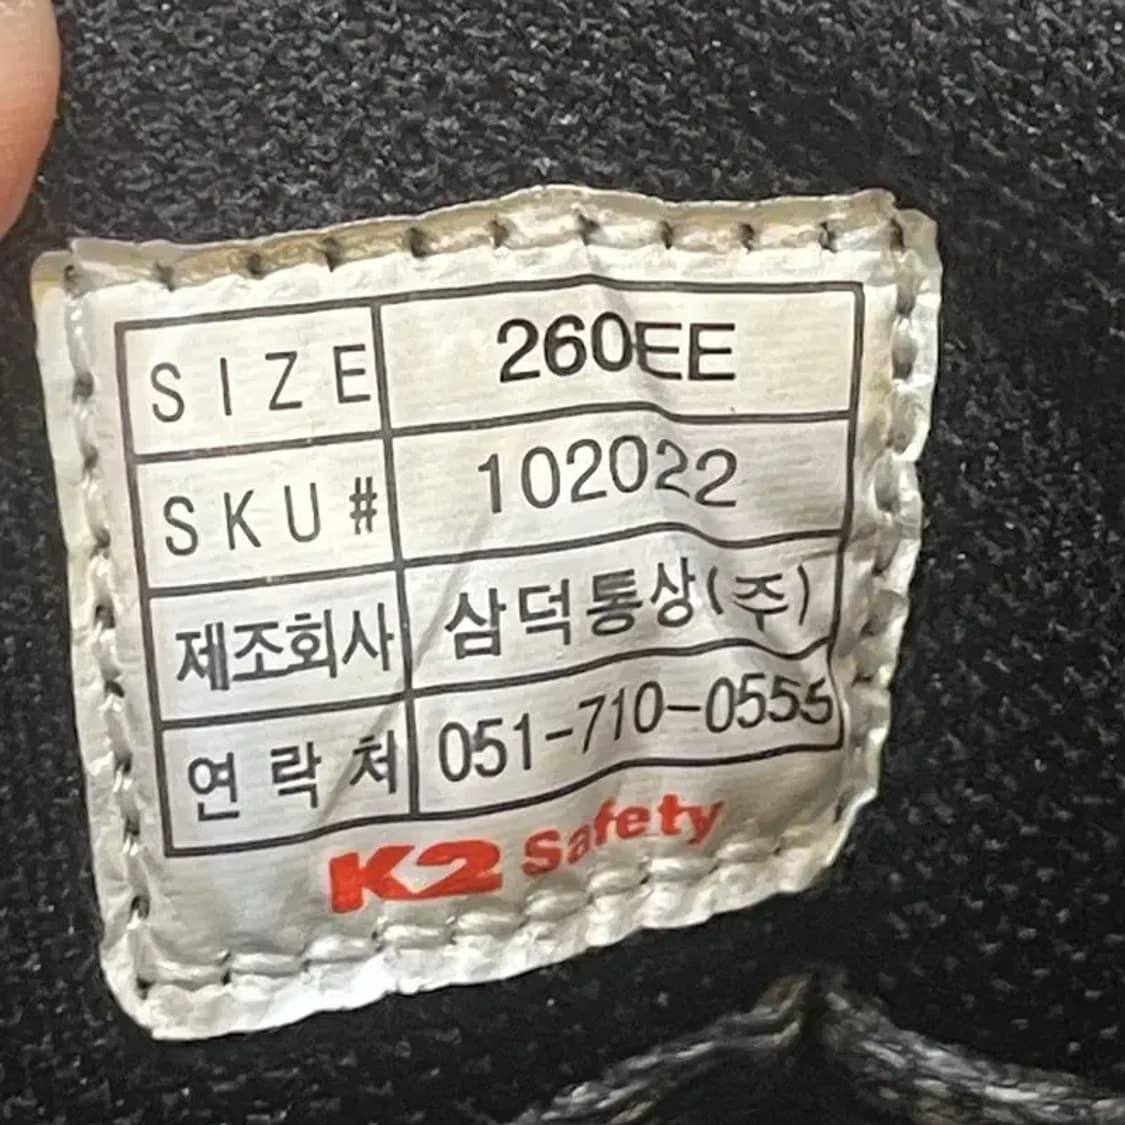 SIZE 260EE
SKU# 102022
제조회사 삼덕통상(주)
연락처 051-710-0555
K2 Safety